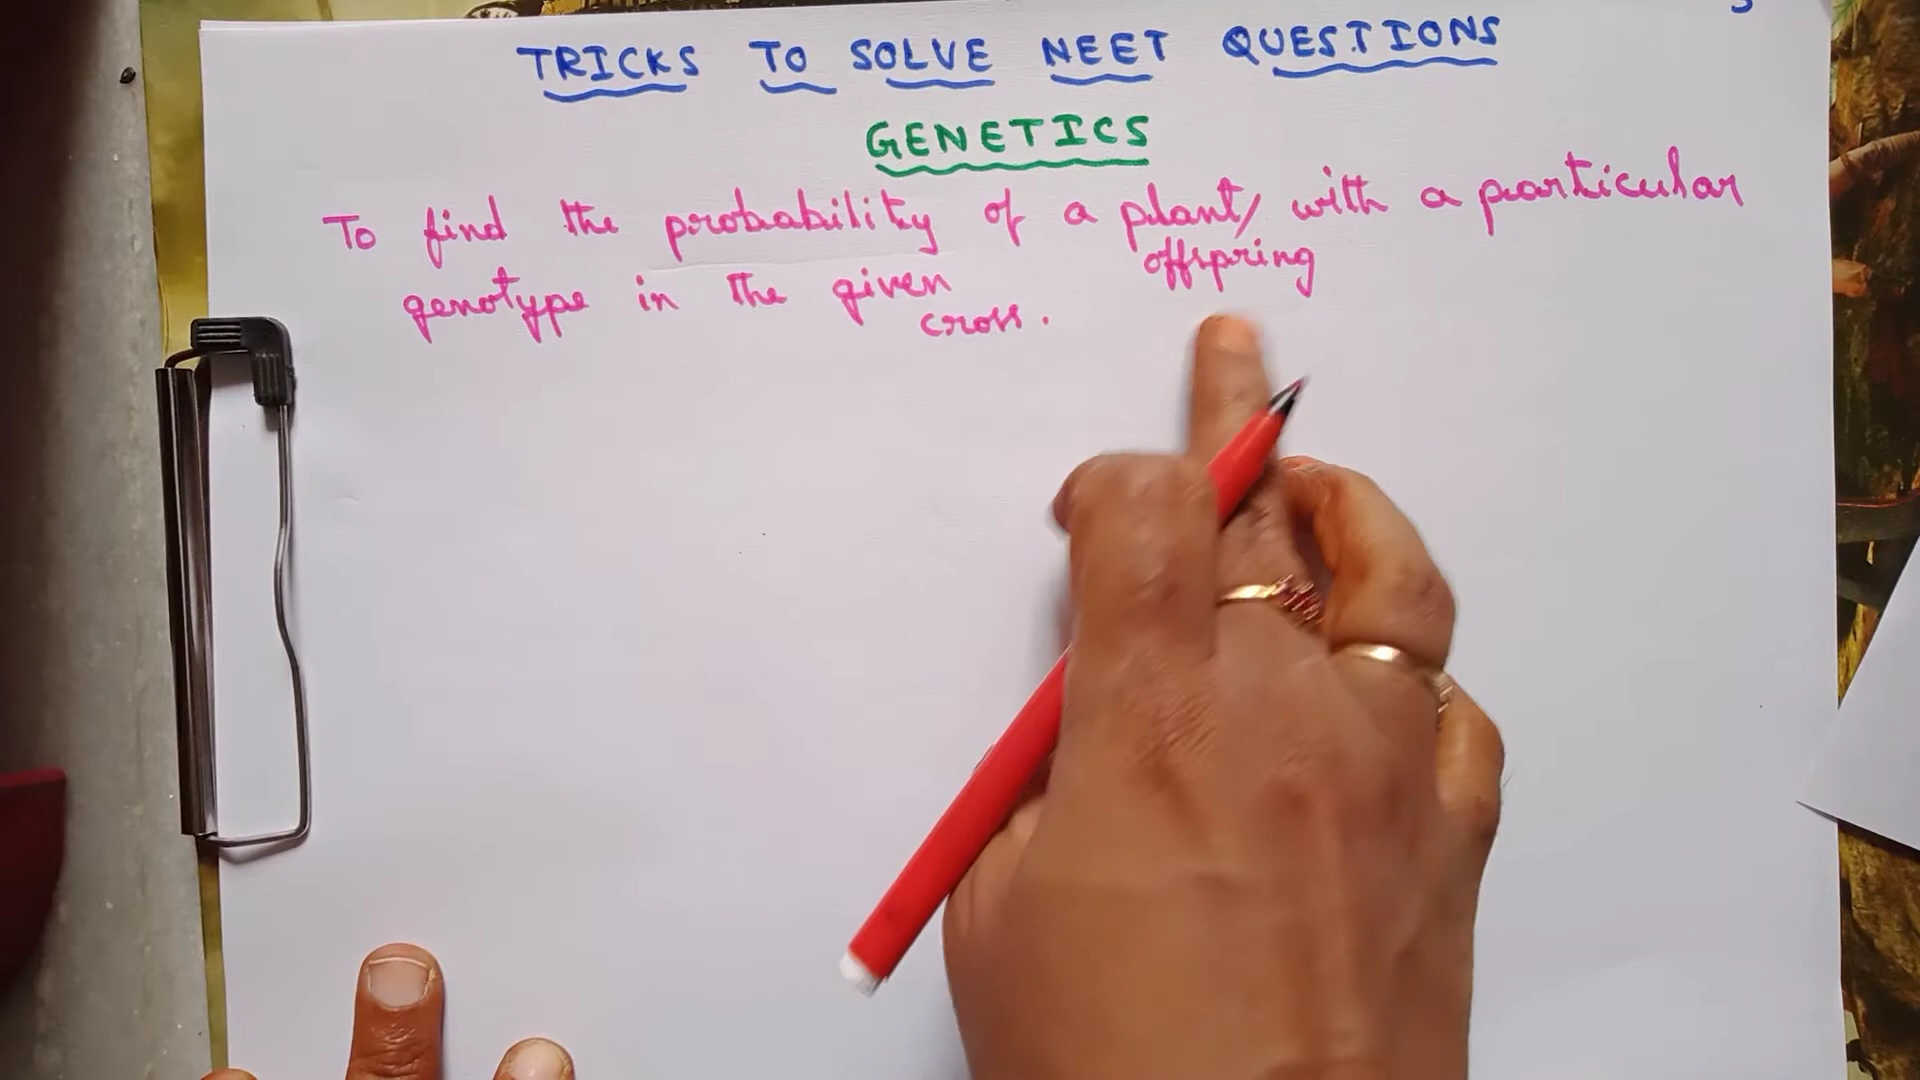 TRICKS TO SOLVE NEET QUESTIONS
GENETICS
To find the probability of a plant/ with a particular
offspring
genotype in the given
cross.